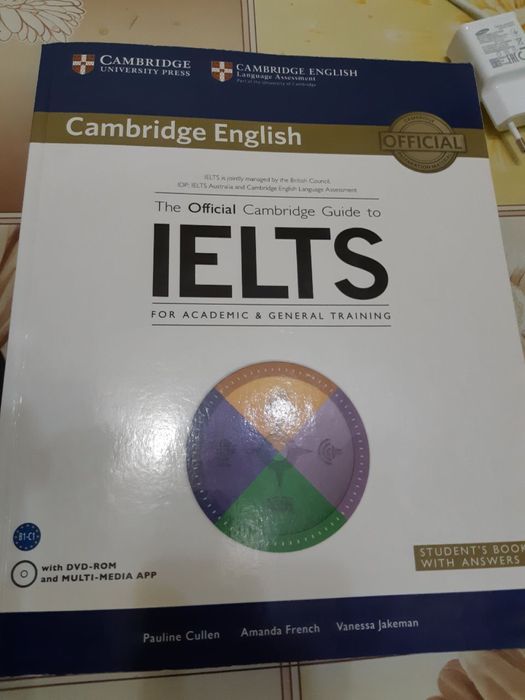 CAMBRIDGE
UNIVERSITY PRESS
CAMBRIDGE ENGLISH
Language Assessment
Part of the University of Cambridge
Cambridge English
OFFICIAL
IELTS is jointly managed by the British Council,
IDP: IELTS Australia and Cambridge English Language Assessment
The Official Cambridge Guide to
IELTS
FOR ACADEMIC & GENERAL TRAINING
B1-C1
STUDENT'S BOOK
WITH ANSWERS
with DVD-ROM
and MULTI-MEDIA APP
Pauline Cullen Amanda French Vanessa Jakeman